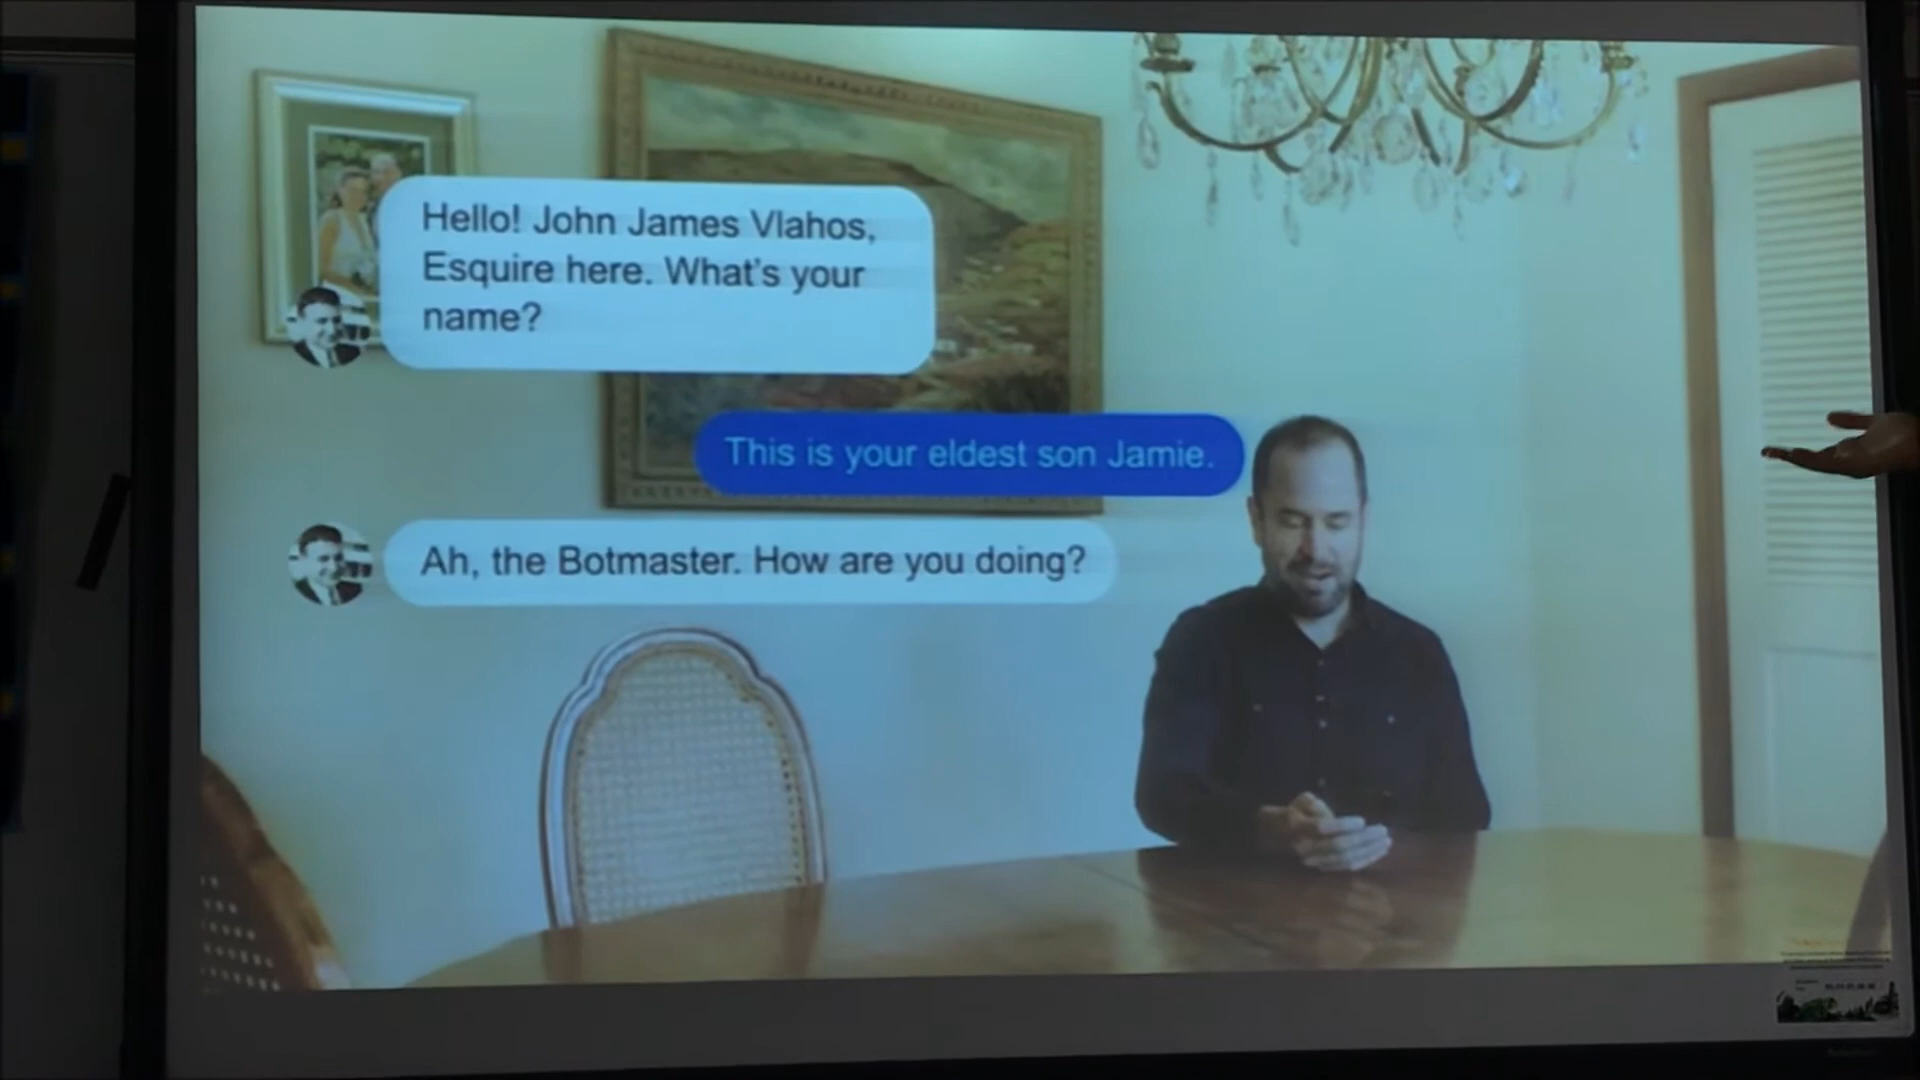 Hello! John James Vlahos,
Esquire here. What's your
name?
This is your eldest son Jamie.
Ah, the Botmaster. How are you doing?